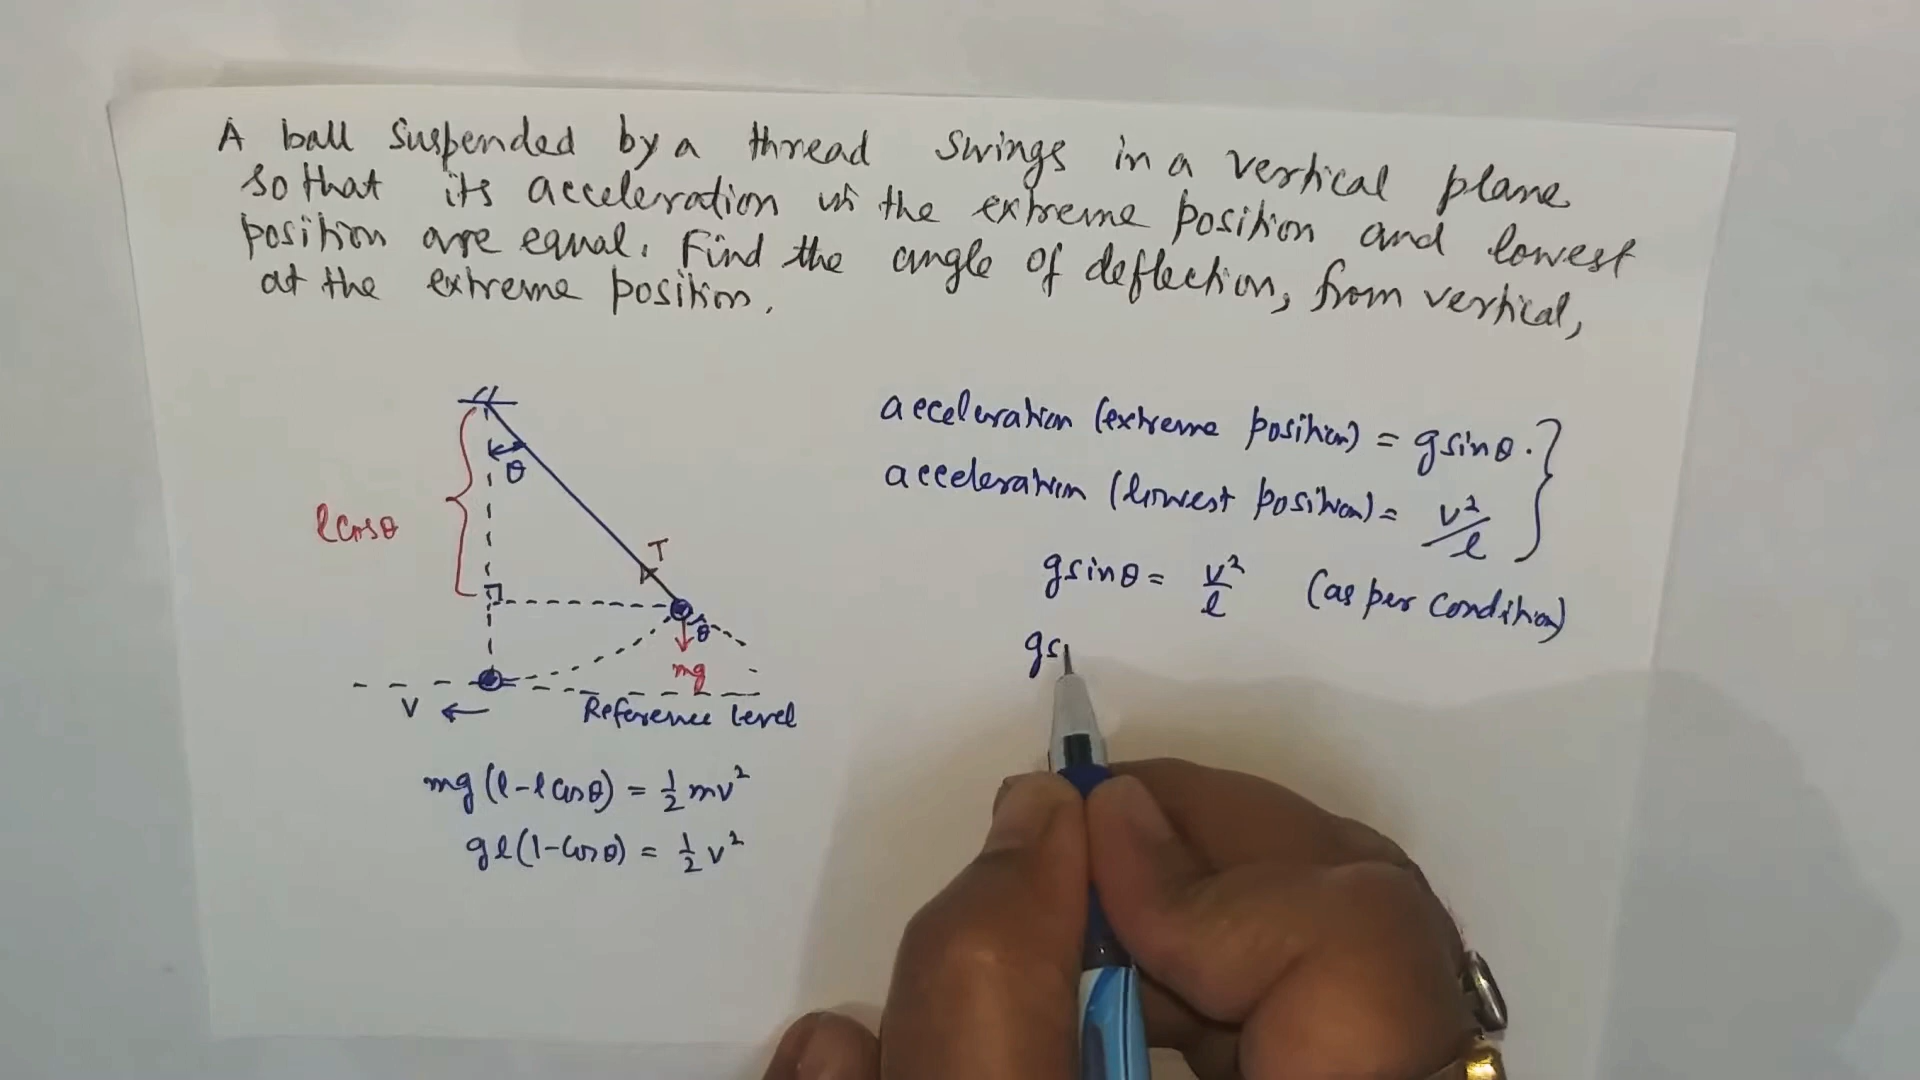 A ball suspended by a thread swings in a vertical plane
so that its acceleration in the extreme position and lowest
position are equal. Find the angle of deflection, from vertical,
at the extreme position.
θ
l cosθ
T
θ
mg
V ←
Reference level
mg (l - l cosθ) = 1/2 mv²
gl (1 - cosθ) = 1/2 v²
acceleration (extreme position) = g sinθ.
acceleration (lowest position) = v²/l
g sinθ = v²/l (as per condition)
gs